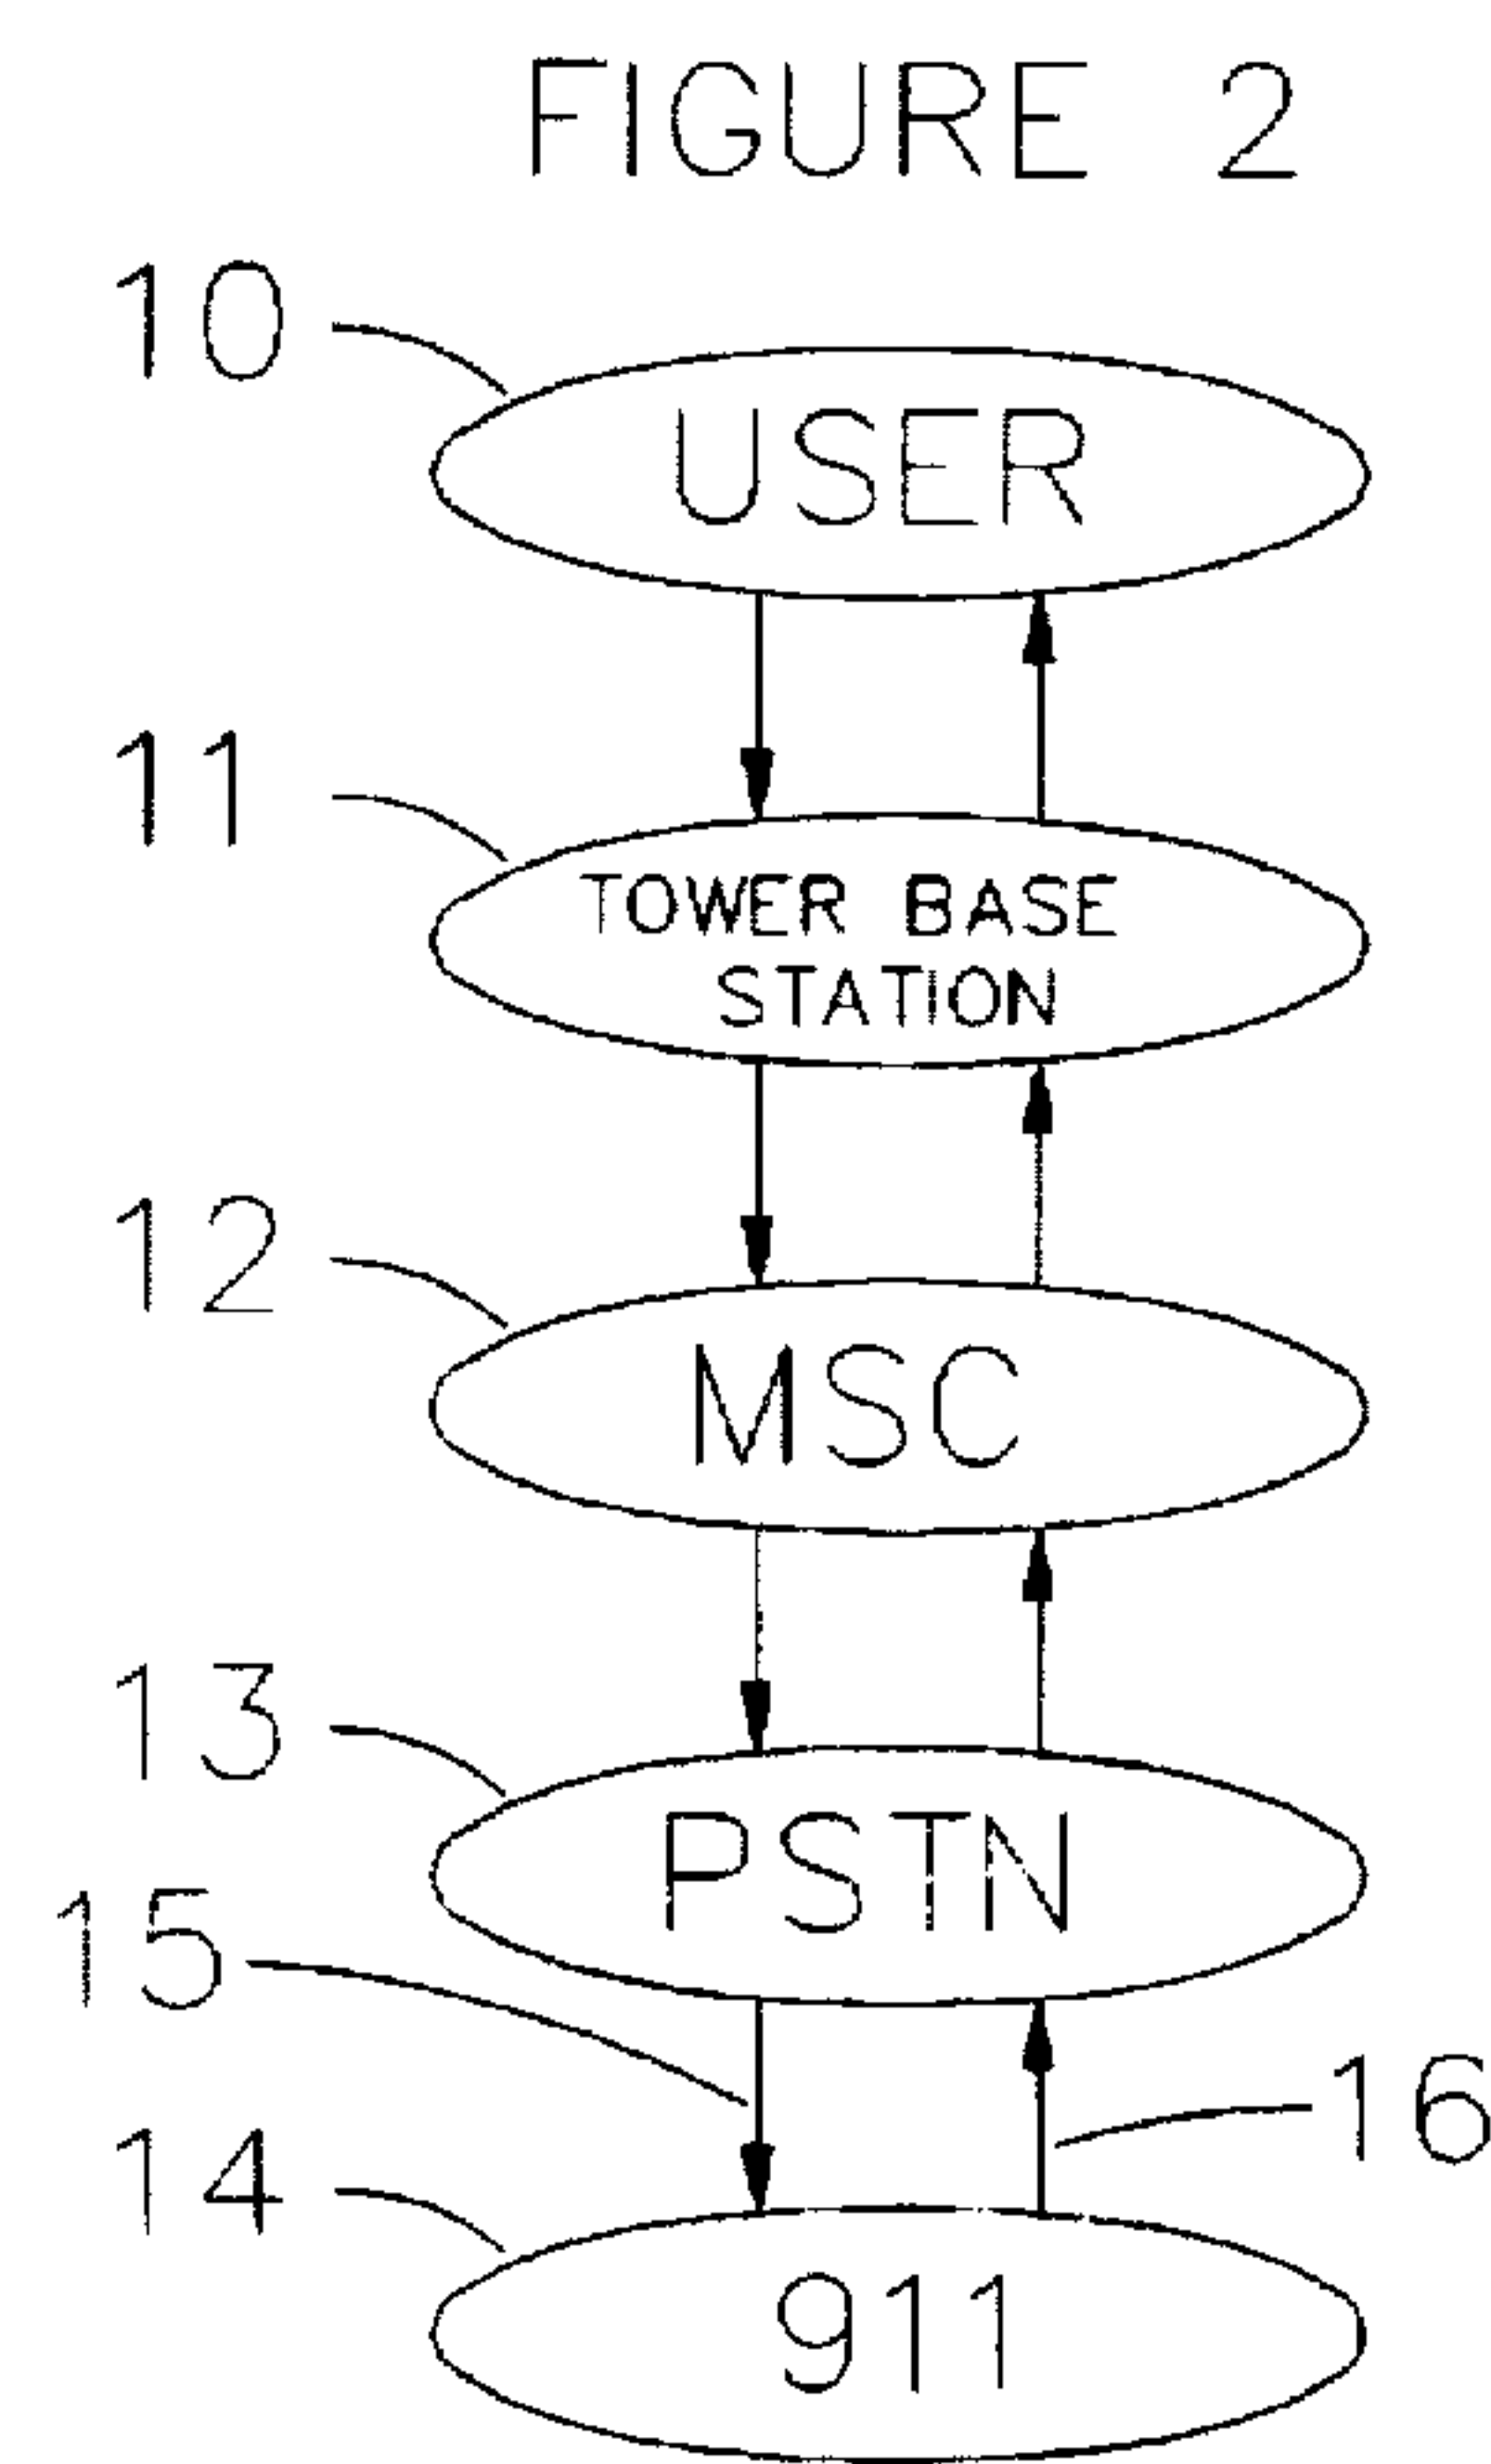 FIGURE 2
10
USER
11
TOWER BASE
STATION
12
MSC
13
PSTN
15
16
14
911